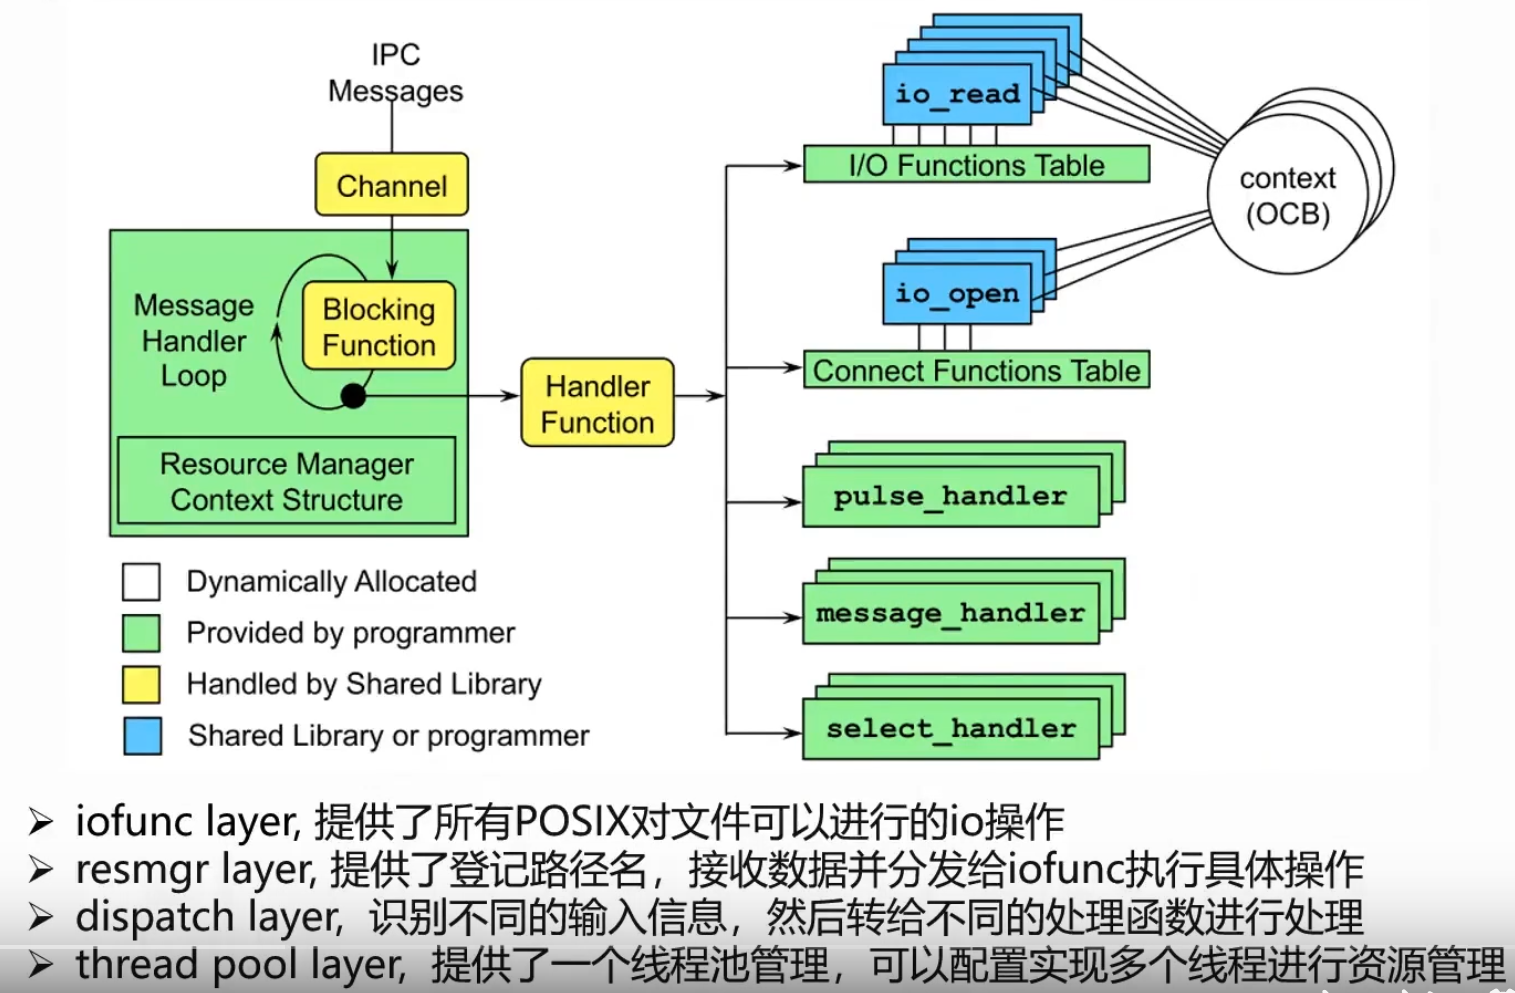 IPC
Messages
Channel
Message
Handler
Loop
Blocking
Function
Resource Manager
Context Structure
Handler
Function
io_read
I/O Functions Table
context
(OCB)
io_open
Connect Functions Table
pulse_handler
message_handler
select_handler
Dynamically Allocated
Provided by programmer
Handled by Shared Library
Shared Library or programmer
➢ iofunc layer, 提供了所有POSIX对文件可以进行的io操作
➢ resmgr layer, 提供了登记路径名，接收数据并分发给iofunc执行具体操作
➢ dispatch layer, 识别不同的输入信息，然后转给不同的处理函数进行处理
➢ thread pool layer, 提供了一个线程池管理，可以配置实现多个线程进行资源管理